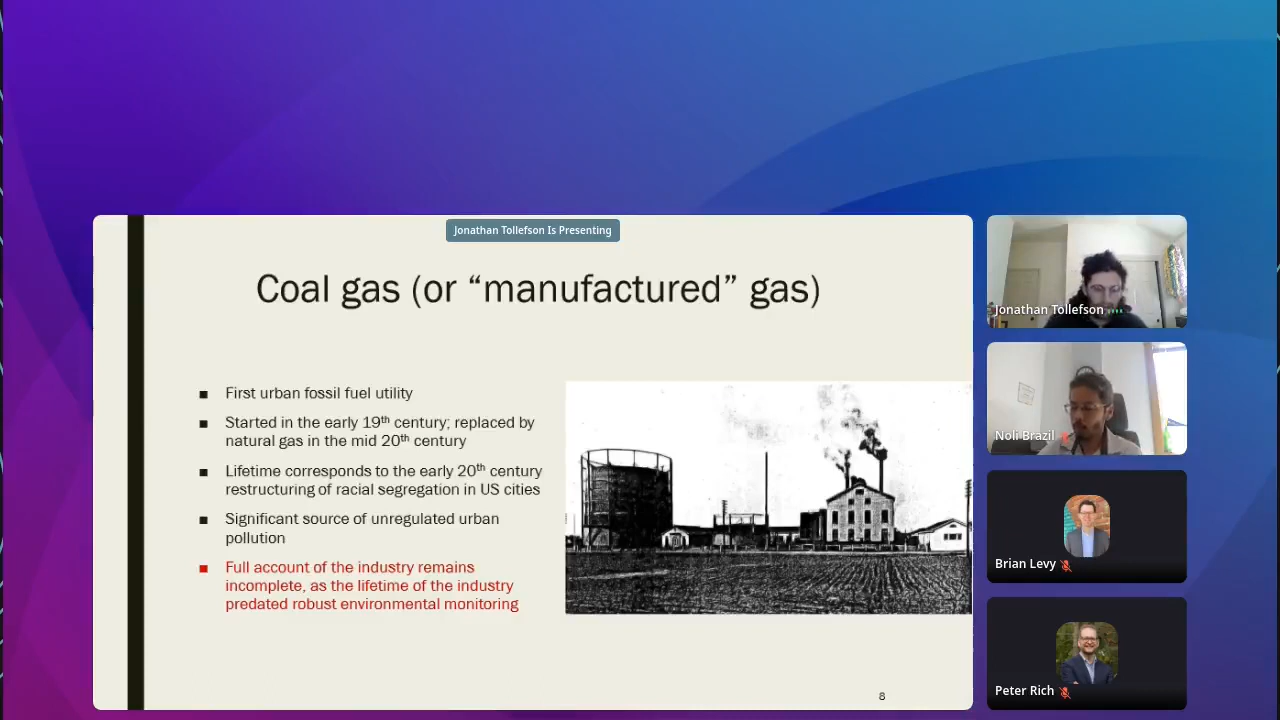 Jonathan Tollefson Is Presenting
Coal gas (or “manufactured” gas)
■ First urban fossil fuel utility
■ Started in the early 19th century; replaced by
natural gas in the mid 20th century
■ Lifetime corresponds to the early 20th century
restructuring of racial segregation in US cities
■ Significant source of unregulated urban
pollution
■ Full account of the industry remains
incomplete, as the lifetime of the industry
predated robust environmental monitoring
8
Jonathan Tollefson
Noli Brazil
Brian Levy
Peter Rich